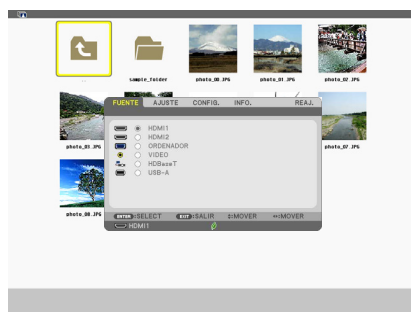 ..
sample_folder
photo_00.JPG
photo_01.JPG
photo_02.JPG
FUENTE AJUSTE CONFIG. INFO. REAJ.
HDMI1
HDMI2
ORDENADOR
VIDEO
HDBaseT
USB-A
photo_03.JPG
photo_07.JPG
photo_08.JPG
ENTER:SELECT EXIT:SALIR ↕:MOVER ↔:MOVER
HDMI1